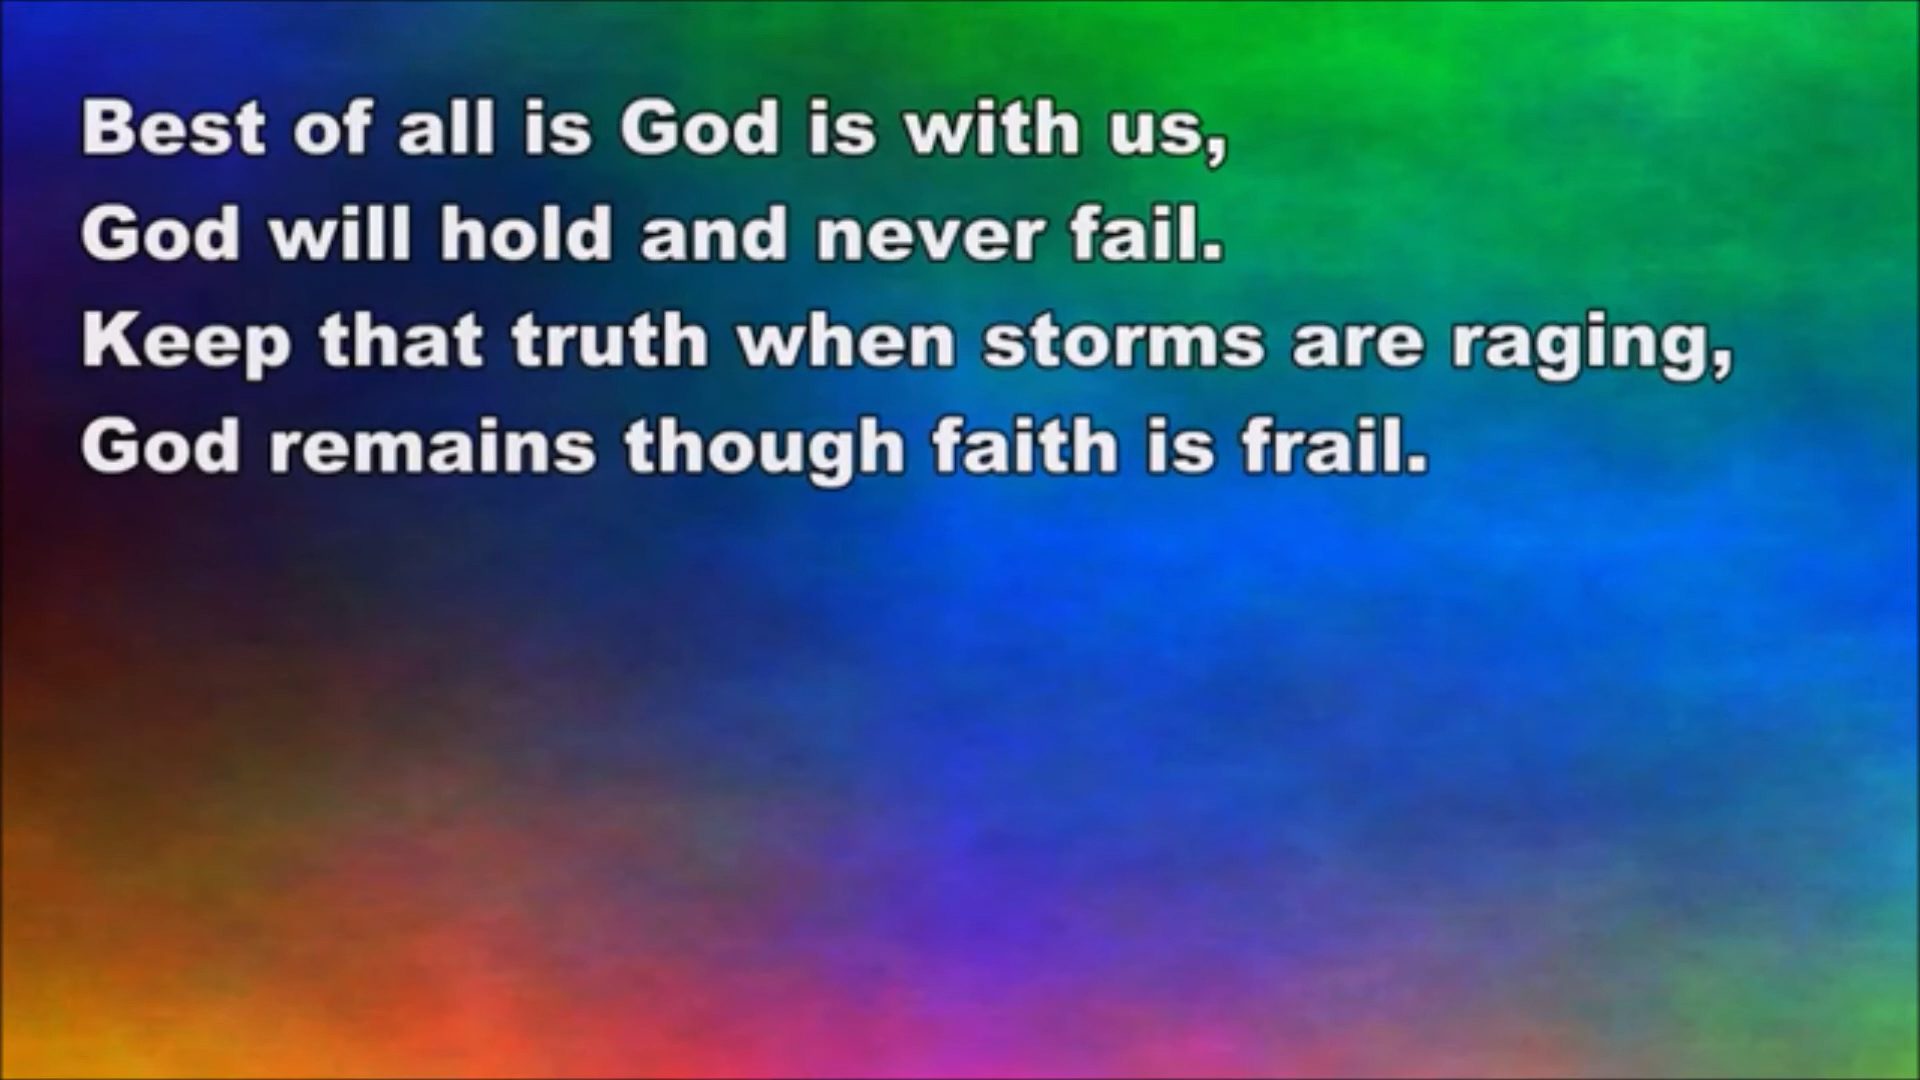 Best of all is God is with us,
God will hold and never fail.
Keep that truth when storms are raging,
God remains though faith is frail.